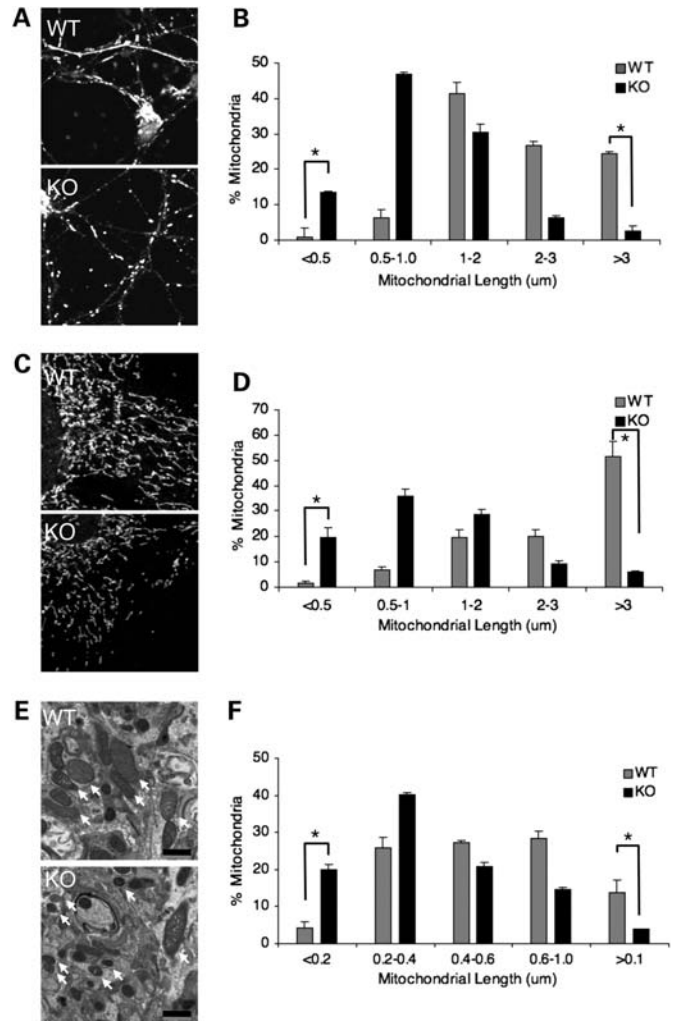 A
WT
KO
B
50
40
30
20
10
0
% Mitochondria
WT
KO
*
*
<0.5
0.5-1.0
1-2
2-3
>3
Mitochondrial Length (um)
C
WT
KO
D
70
60
50
40
30
20
10
0
% Mitochondria
WT
KO
*
*
<0.5
0.5-1
1-2
2-3
>3
Mitochondrial Length (um)
E
WT
KO
F
50
40
30
20
10
0
% Mitochondria
WT
KO
*
*
<0.2
0.2-0.4
0.4-0.6
0.6-1.0
>0.1
Mitochondrial Length (um)